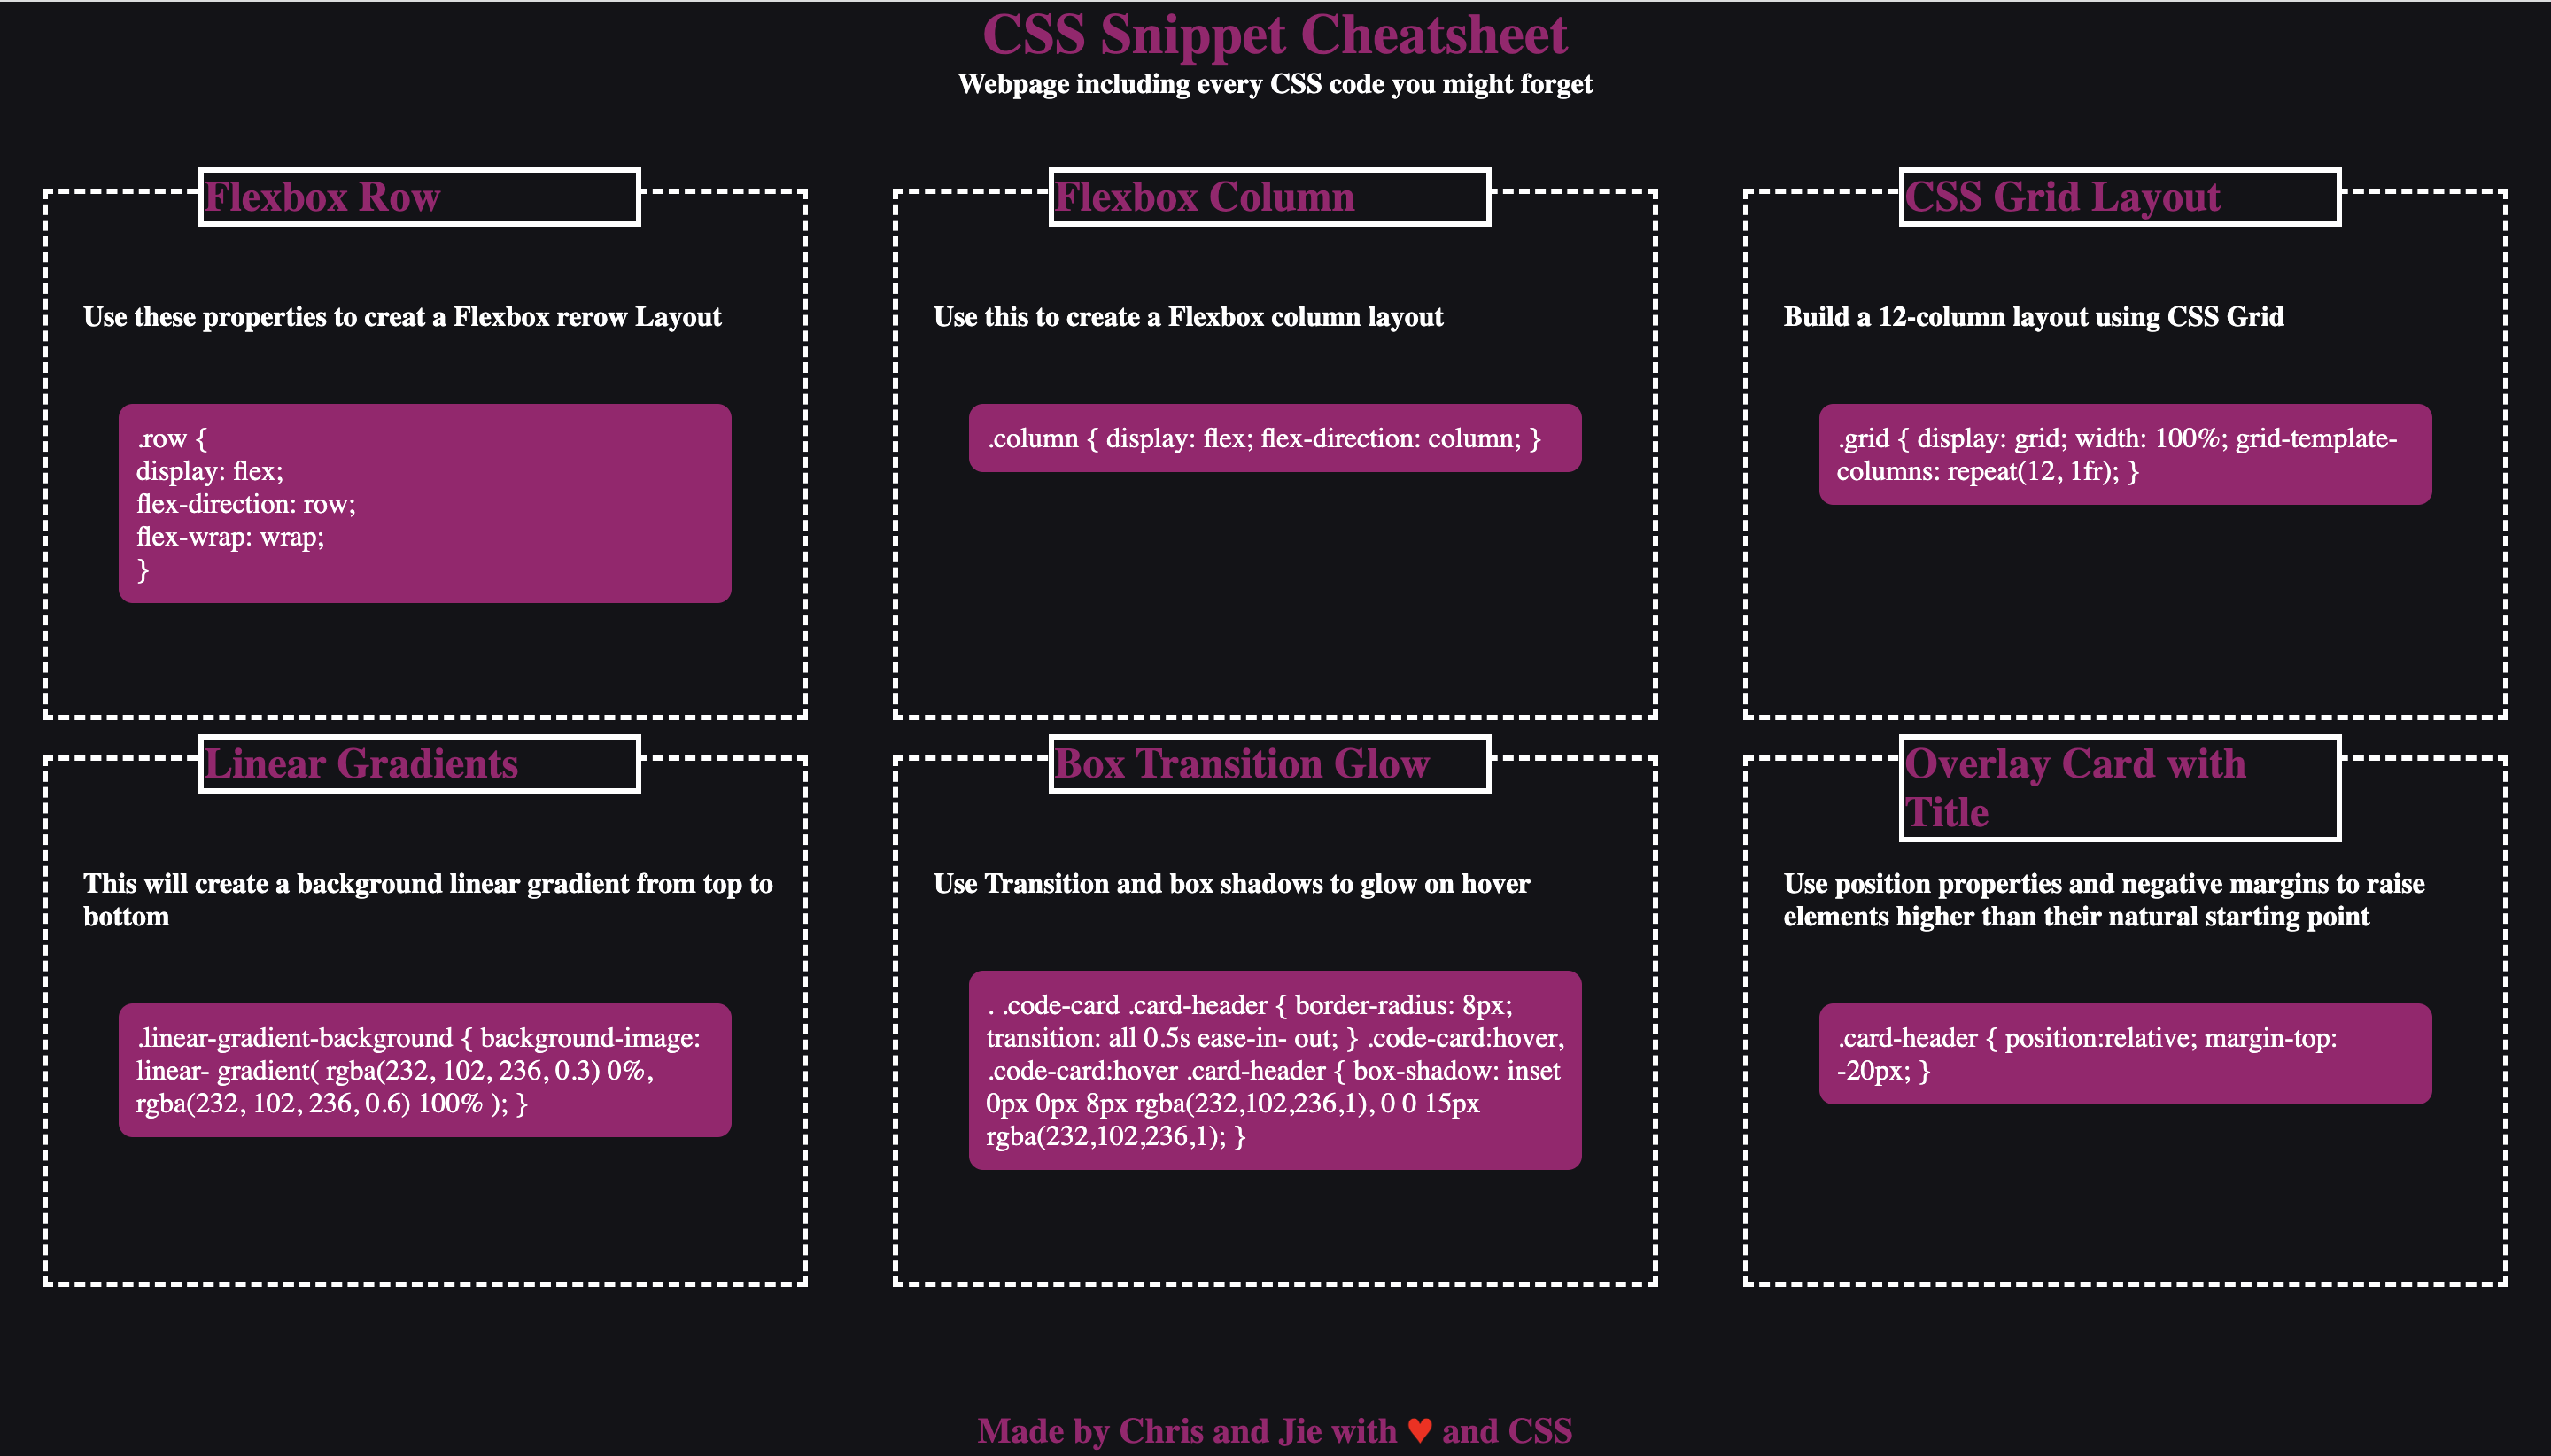 CSS Snippet Cheatsheet
Webpage including every CSS code you might forget
Flexbox Row
Use these properties to creat a Flexbox rerow Layout
.row {
display: flex;
flex-direction: row;
flex-wrap: wrap;
}
Flexbox Column
Use this to create a Flexbox column layout
.column { display: flex; flex-direction: column; }
CSS Grid Layout
Build a 12-column layout using CSS Grid
.grid { display: grid; width: 100%; grid-template-
columns: repeat(12, 1fr); }
Linear Gradients
This will create a background linear gradient from top to
bottom
.linear-gradient-background { background-image:
linear- gradient( rgba(232, 102, 236, 0.3) 0%,
rgba(232, 102, 236, 0.6) 100% ); }
Box Transition Glow
Use Transition and box shadows to glow on hover
. .code-card .card-header { border-radius: 8px;
transition: all 0.5s ease-in- out; } .code-card:hover,
.code-card:hover .card-header { box-shadow: inset
0px 0px 8px rgba(232,102,236,1), 0 0 15px
rgba(232,102,236,1); }
Overlay Card with
Title
Use position properties and negative margins to raise
elements higher than their natural starting point
.card-header { position:relative; margin-top:
-20px; }
Made by Chris and Jie with ♥ and CSS